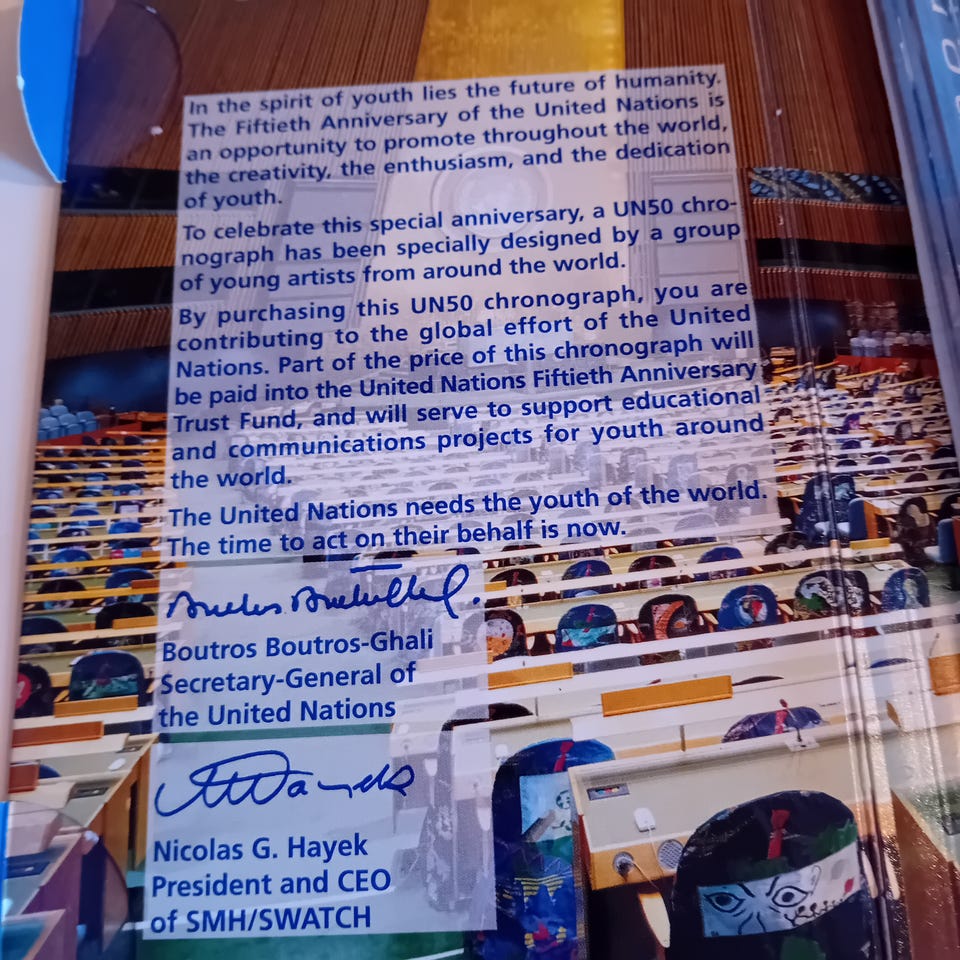 In the spirit of youth lies the future of humanity.
The Fiftieth Anniversary of the United Nations is
an opportunity to promote throughout the world,
the creativity, the enthusiasm, and the dedication
of youth.
To celebrate this special anniversary, a UN50 chro-
nograph has been specially designed by a group
of young artists from around the world.
By purchasing this UN50 chronograph, you are
contributing to the global effort of the United
Nations. Part of the price of this chronograph will
be paid into the United Nations Fiftieth Anniversary
Trust Fund, and will serve to support educational
and communications projects for youth around
the world.
The United Nations needs the youth of the world.
The time to act on their behalf is now.
Boutros Boutros-Ghali
Secretary-General of
the United Nations
Nicolas G. Hayek
President and CEO
of SMH/SWATCH